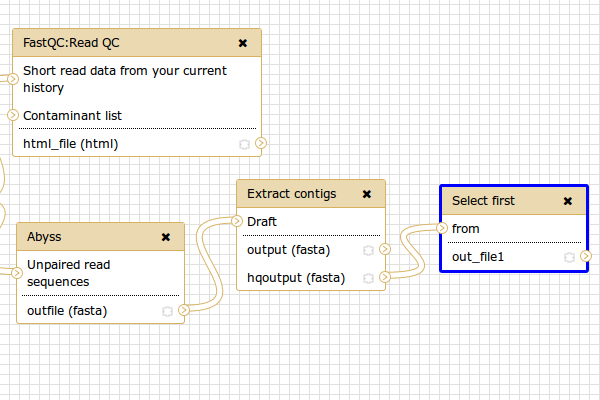 FastQC:Read QC
Short read data from your current
history
Contaminant list
html_file (html)
Abyss
Unpaired read
sequences
outfile (fasta)
Extract contigs
Draft
output (fasta)
hqoutput (fasta)
Select first
from
out_file1